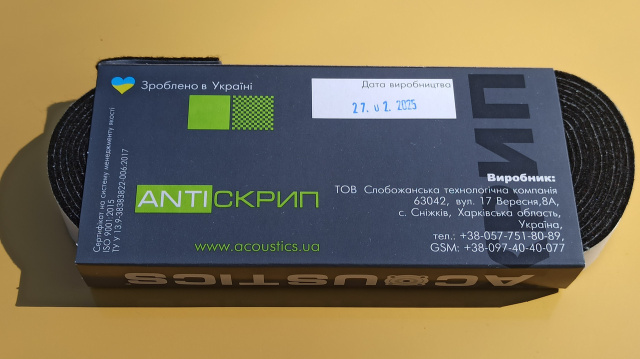 Зроблено в Україні
Дата виробництва
27. 02. 2025
ИП
ANTIСКРИП
www.acoustics.ua
Виробник:
ТОВ Слобожанська технологічна компанія
63042, вул. 17 Вересня,8А,
с. Сніжків, Харківська область,
Україна,
тел.: +38-057-751-80-89,
GSM: +38-097-40-40-077
Сертифікат на систему менеджменту якості
ISO 9001:2015
ТУ У 13.9-38383822-006:2017
ACOUSTICS